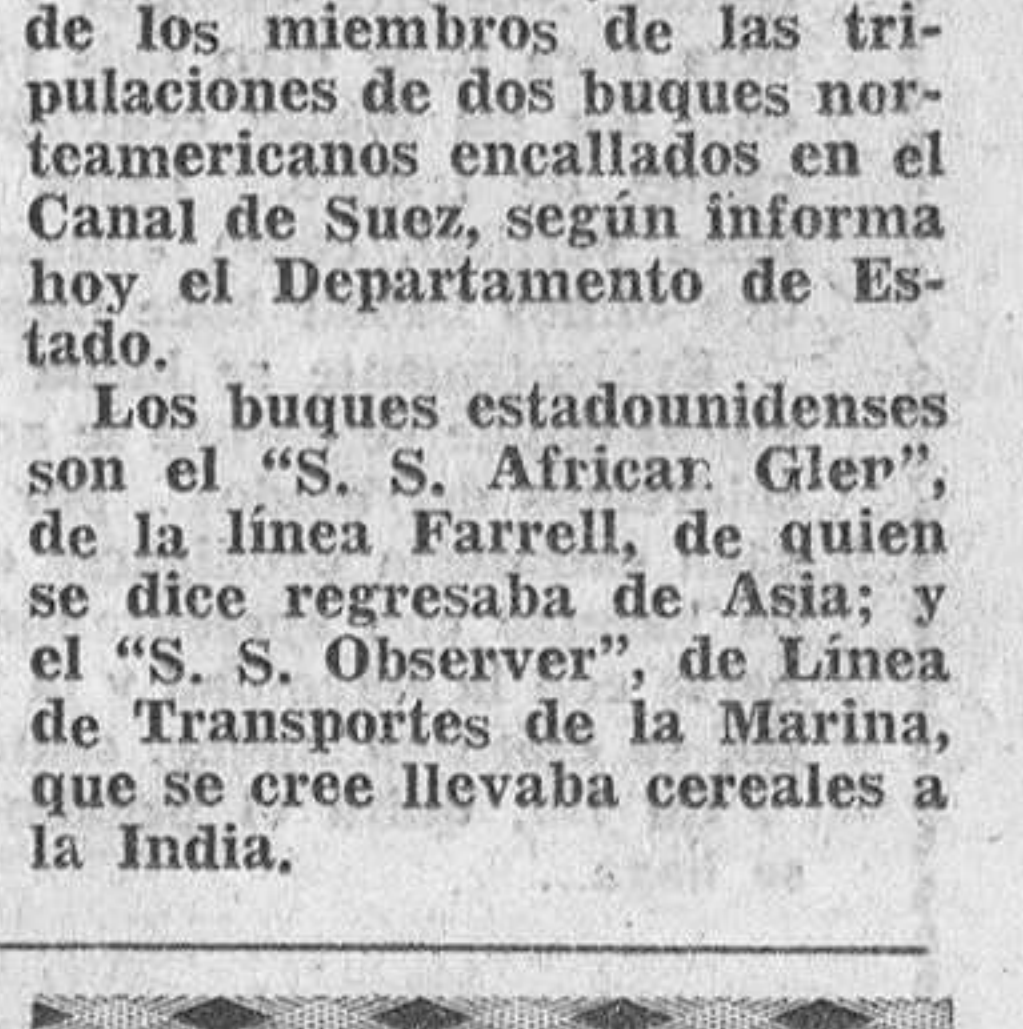 de los miembros de las tri-
pulaciones de dos buques nor-
teamericanos encallados en el
Canal de Suez, según informa
hoy el Departamento de Es-
tado.
Los buques estadounidenses
son el “S. S. African Glen”,
de la línea Farrell, de quien
se dice regresaba de Asia; y
el “S. S. Observer”, de Línea
de Transportes de la Marina,
que se cree llevaba cereales a
la India.